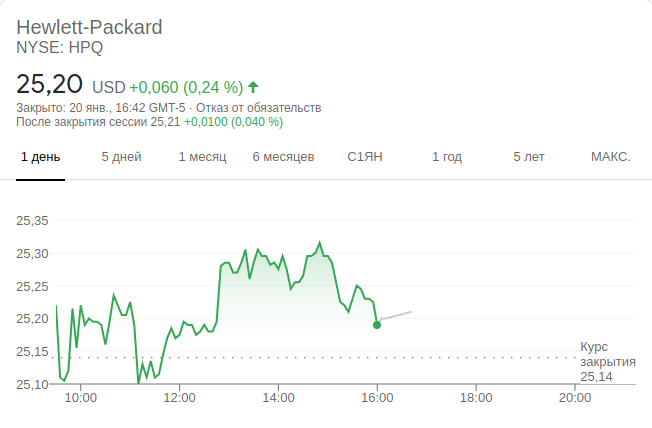 Hewlett-Packard
NYSE: HPQ
25,20 USD +0,060 (0,24 %)
Закрыто: 20 янв., 16:42 GMT-5 · Отказ от обязательств
После закрытия сессии 25,21 +0,0100 (0,040 %)
1 день 5 дней 1 месяц 6 месяцев С1ЯН 1 год 5 лет МАКС.
25,35
25,30
25,25
25,20
25,15
25,10
Курс
закрытия
25,14
10:00 12:00 14:00 16:00 18:00 20:00